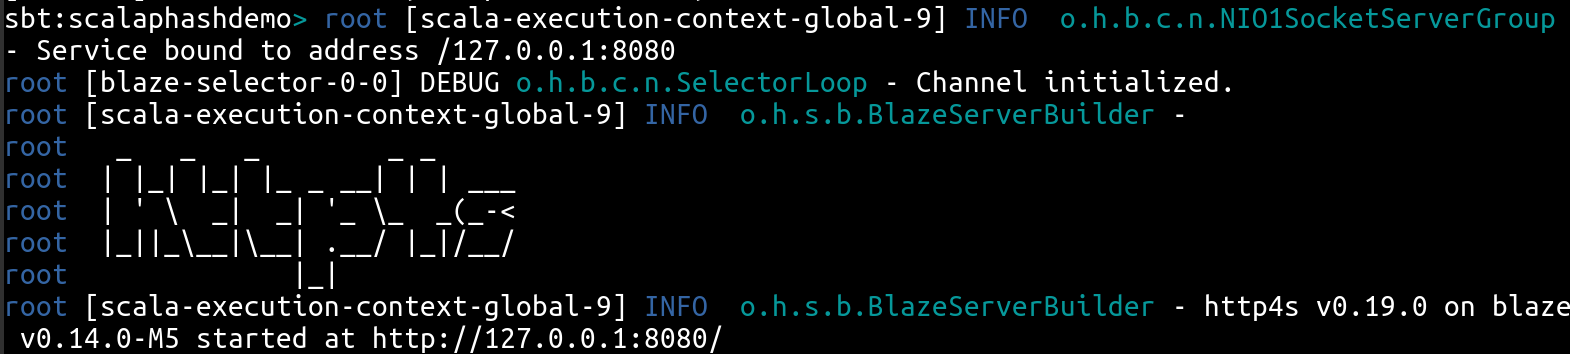 sbt:scalaphashdemo> root [scala-execution-context-global-9] INFO  o.h.b.c.n.NIO1SocketServerGroup
- Service bound to address /127.0.0.1:8080
root [blaze-selector-0-0] DEBUG o.h.b.c.n.SelectorLoop - Channel initialized.
root [scala-execution-context-global-9] INFO  o.h.s.b.BlazeServerBuilder -
root   _   _   _        _ _
root  | |_| |_| |_ _ __| | | ___
root  | ' \  _|  _| '_ \_  _(_-<
root  |_||_\__|\__| .__/ |_|/__/
root              |_|
root [scala-execution-context-global-9] INFO  o.h.s.b.BlazeServerBuilder - http4s v0.19.0 on blaze
 v0.14.0-M5 started at http://127.0.0.1:8080/